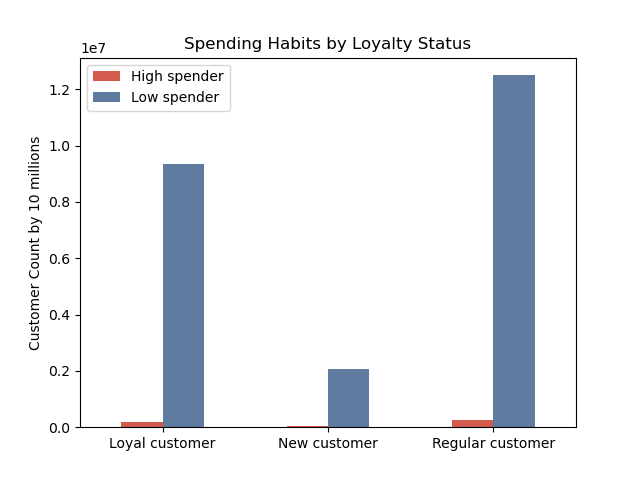 Spending Habits by Loyalty Status
1e7
High spender
Low spender
1.2
1.0
0.8
0.6
0.4
0.2
0.0
Customer Count by 10 millions
Loyal customer
New customer
Regular customer